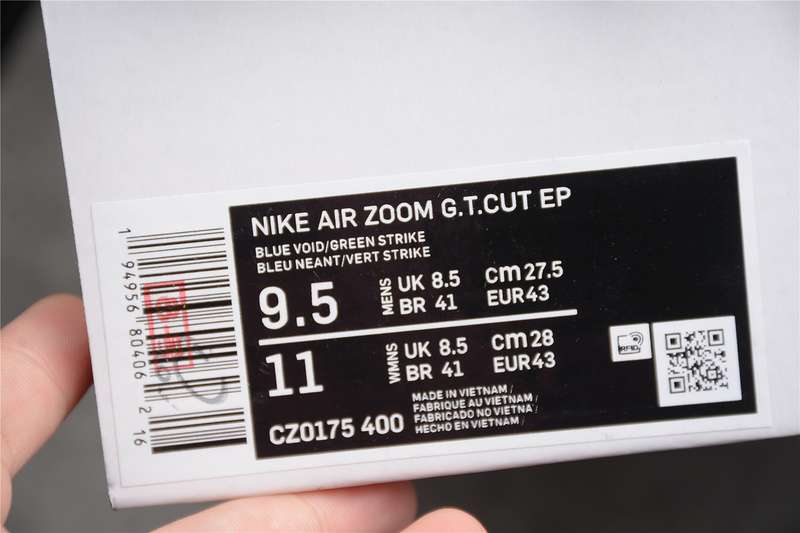 NIKE AIR ZOOM G.T.CUT EP
BLUE VOID/GREEN STRIKE
BLEU NEANT/VERT STRIKE
9.5
MENS
UK 8.5
cm 27.5
BR 41
EUR43
11
WMNS
UK 8.5
cm 28
BR 41
EUR43
CZ0175 400
MADE IN VIETNAM /
FABRIQUE AU VIETNAM /
FABRICADO NO VIETNA /
HECHO EN VIETNAM /
RFID
1 94956 80406 2 16